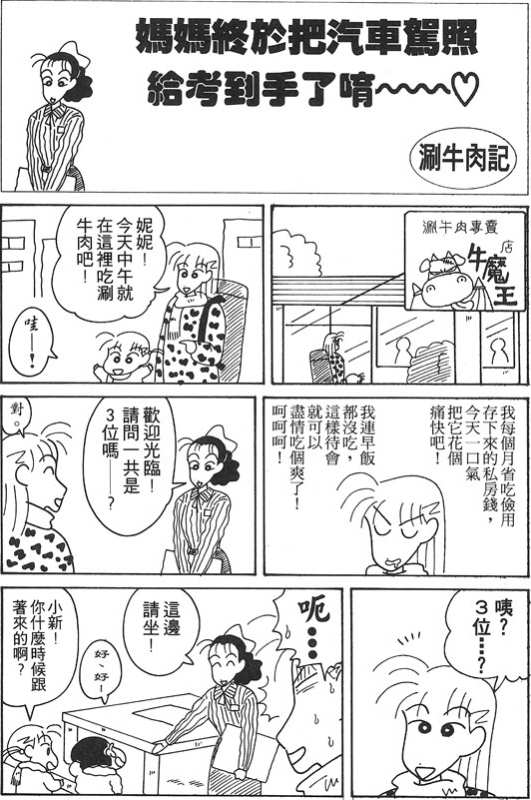 媽媽終於把汽車駕照
給考到手了唷～～～♡
涮牛肉記
涮牛肉專賣
店
牛魔
王
妮妮！
今天中午就
在這裡吃涮
牛肉吧！
哇——！
我每個月省吃儉用
存下來的私房錢，
今天一口氣
把它花個
痛快吧！
我連早飯
都沒吃，
這樣待會
就可以
盡情吃個爽了！
呵呵呵！
歡迎光臨！
請問一共是
3位嗎——？
對。
咦？
3位…？
呃…
這邊
請坐！
好、好！
小新！
你什麼時候跟
著來的啊？